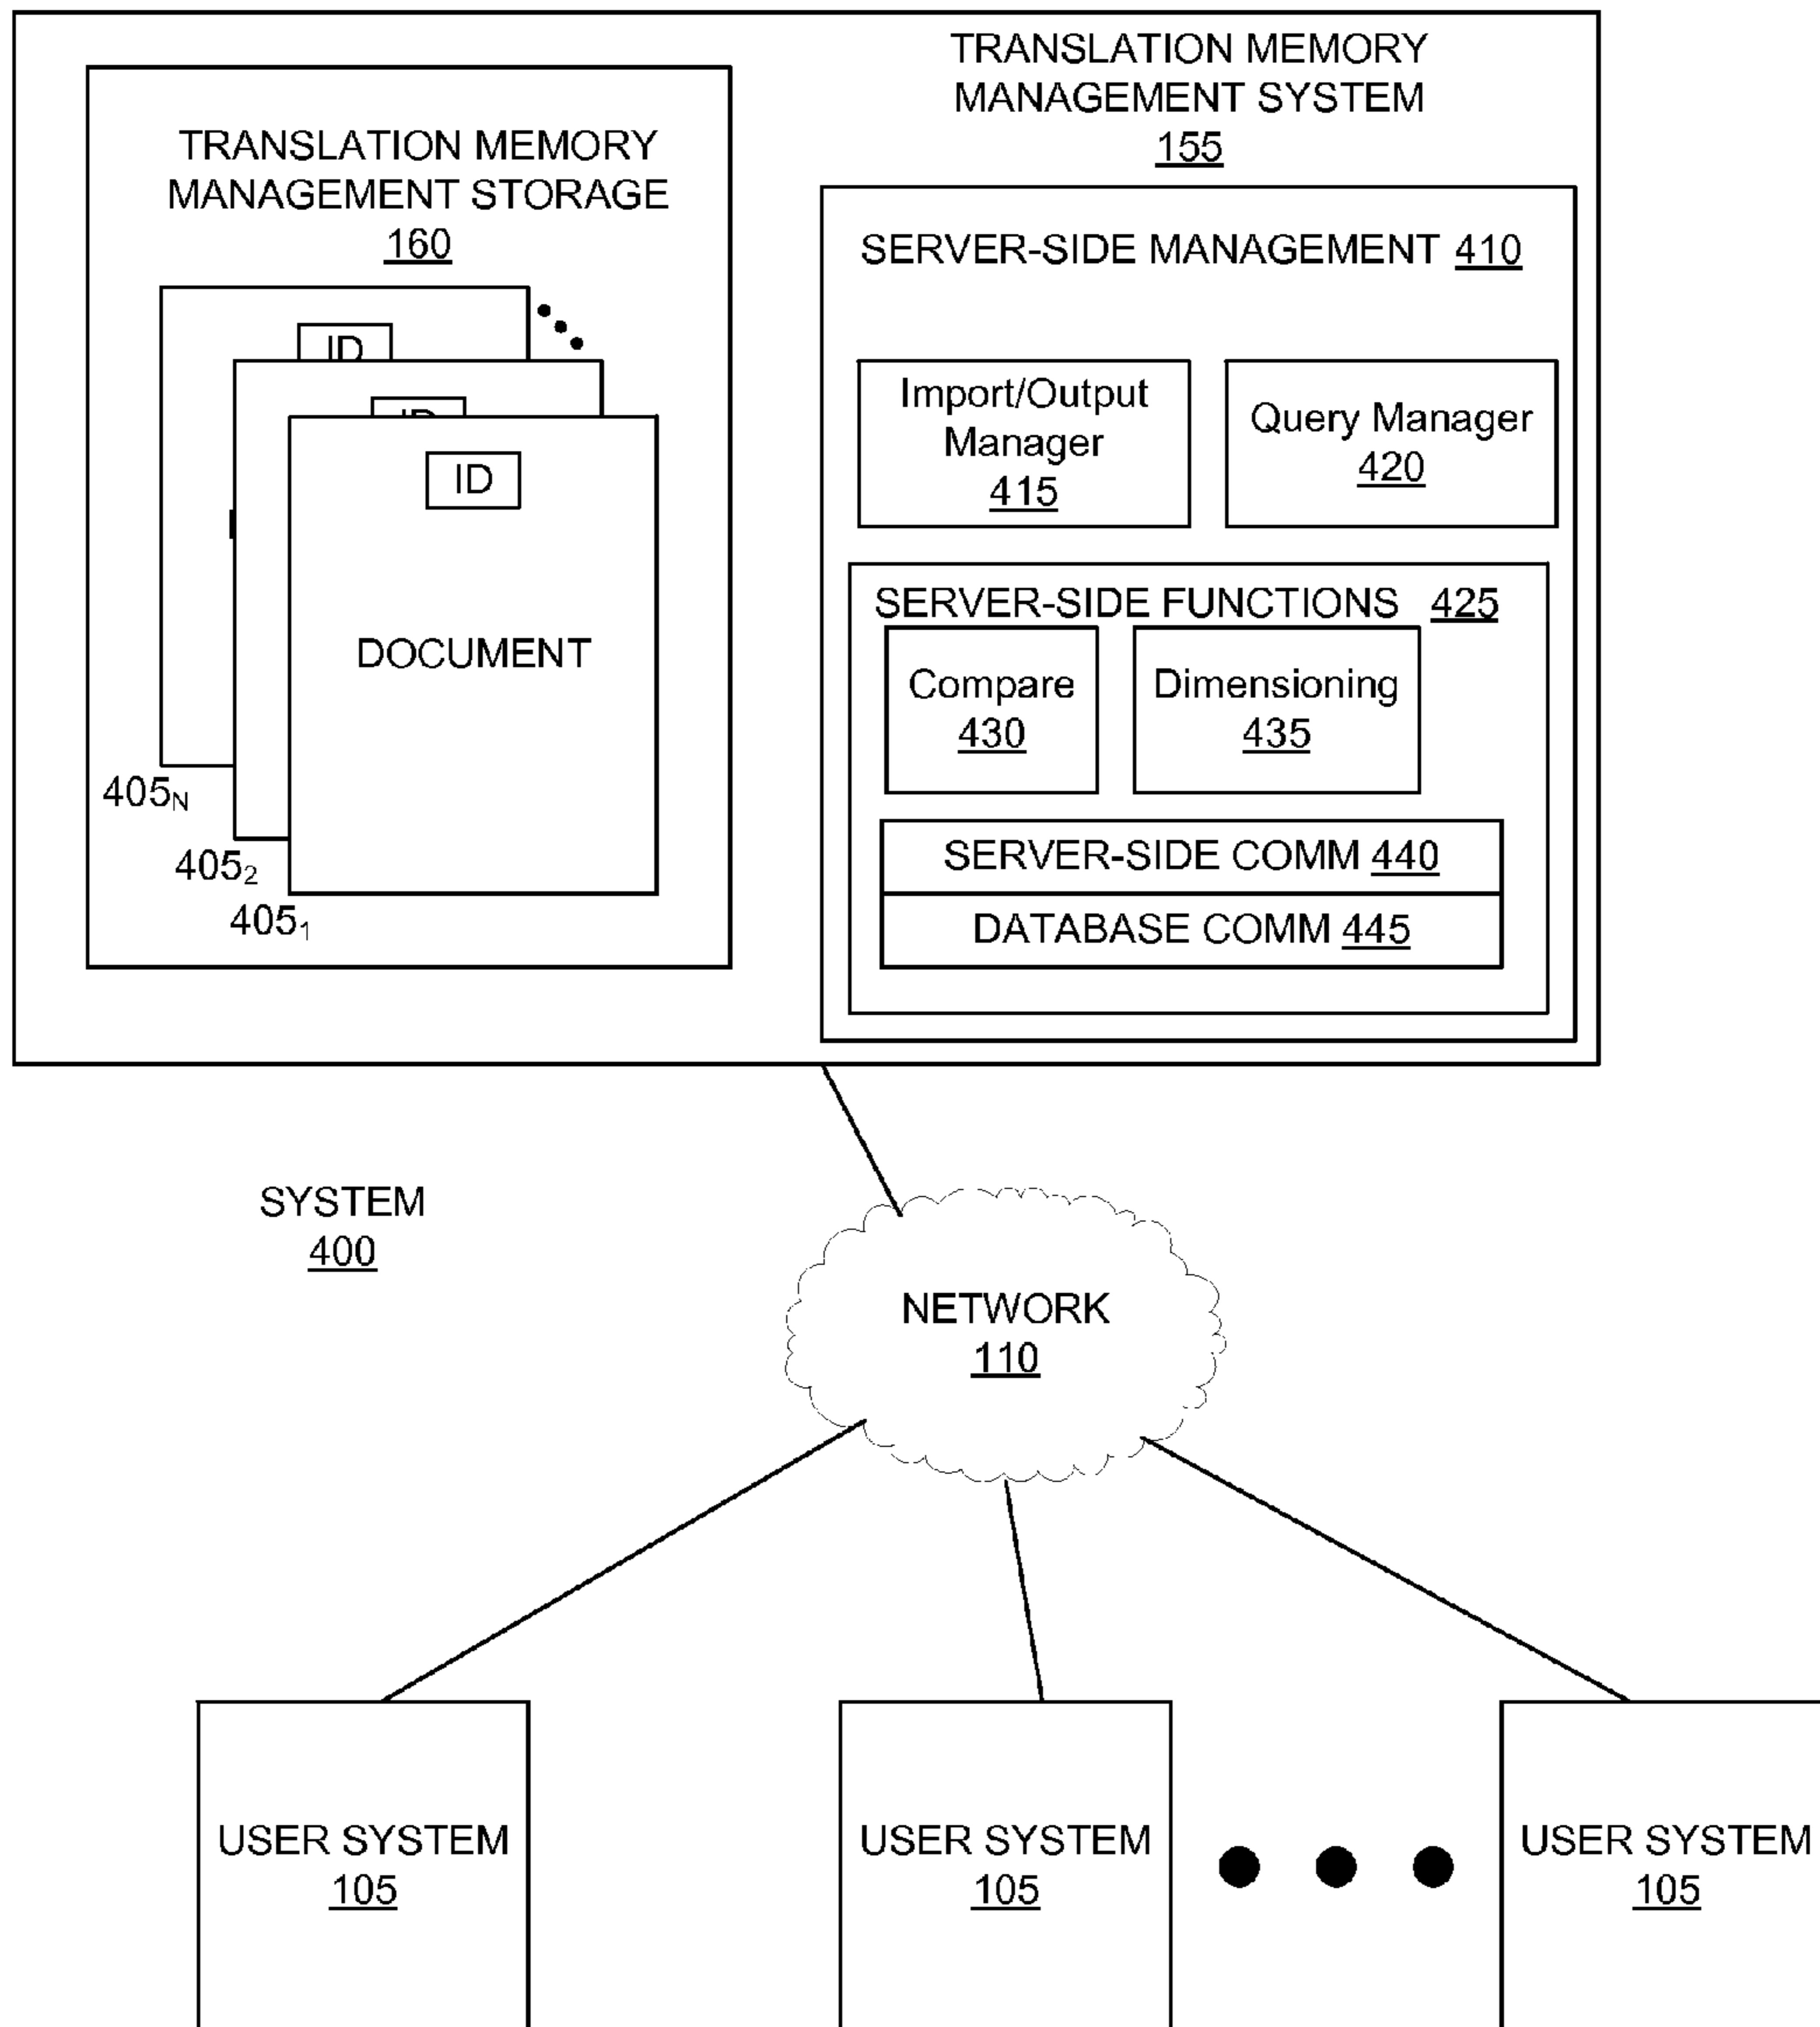 TRANSLATION MEMORY
MANAGEMENT SYSTEM
155
TRANSLATION MEMORY
MANAGEMENT STORAGE
160
ID
ID
ID
DOCUMENT
405N
4052
4051
SERVER-SIDE MANAGEMENT 410
Import/Output
Manager
415
Query Manager
420
SERVER-SIDE FUNCTIONS 425
Compare
430
Dimensioning
435
SERVER-SIDE COMM 440
DATABASE COMM 445
SYSTEM
400
NETWORK
110
USER SYSTEM
105
USER SYSTEM
105
USER SYSTEM
105